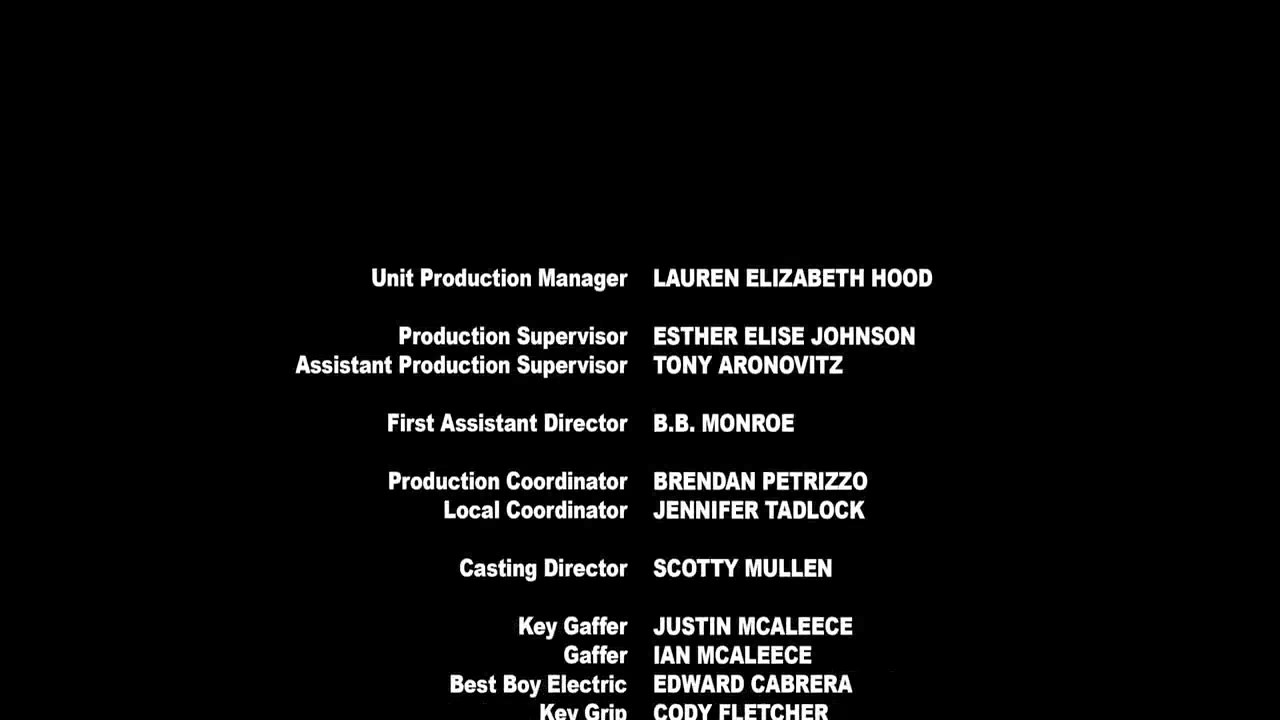 Unit Production Manager LAUREN ELIZABETH HOOD
Production Supervisor ESTHER ELISE JOHNSON
Assistant Production Supervisor TONY ARONOVITZ
First Assistant Director B.B. MONROE
Production Coordinator BRENDAN PETRIZZO
Local Coordinator JENNIFER TADLOCK
Casting Director SCOTTY MULLEN
Key Gaffer JUSTIN MCALEECE
Gaffer IAN MCALEECE
Best Boy Electric EDWARD CABRERA
Key Grip CODY FLETCHER